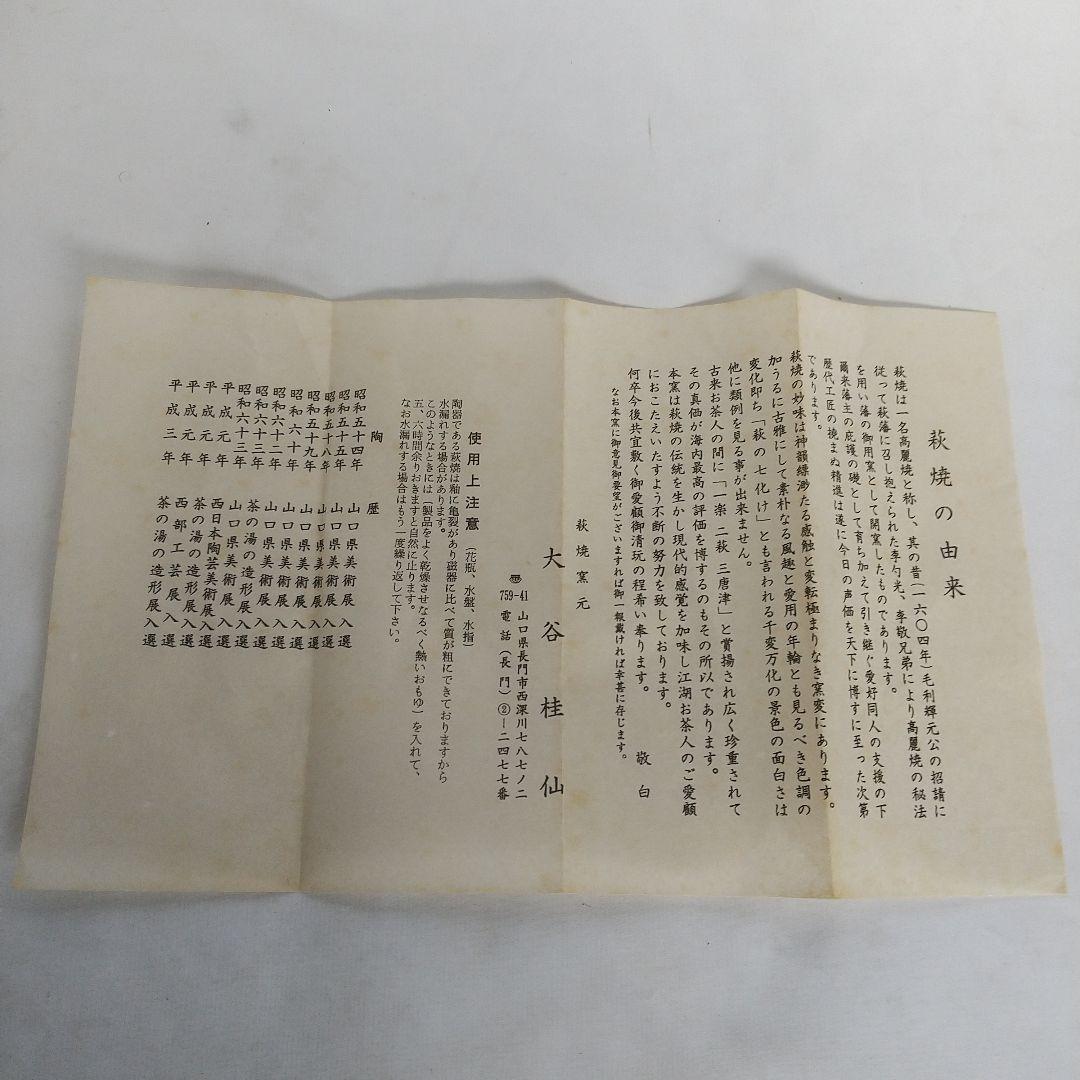 萩焼の由来
萩焼は一名高麗焼と称し、其の昔(一六〇四年)毛利輝元公の招請に
従って萩藩に召し抱えられた李勺光、李敬兄弟により高麗焼の秘法
を用い藩の御用窯として開窯したものであります。
爾来藩主の庇護の礎として育ち加えて引き継ぐ愛好同人の支援の下
歴代工匠の撓まぬ精進は遂に今日の声価を天下に博すに至った次第
であります。
萩焼の妙味は神韻縹渺たる感触と変転極まりなき窯変にあります。
加うるに古雅にして素朴なる風趣と愛用の年輪とも見るべき色調の
変化即ち「萩の七化け」とも言われる千変万化の景色の面白さは
他に類例を見る事が出来ません。
古来お茶人の間に「一楽 二萩 三唐津」と賞揚され広く珍重されて
その真価が海内最高の評価を博するのもその所以であります。
本窯は萩焼の伝統を生かし現代的感覚を加味し江湖お茶人のご愛顧
におこたえいたすよう不断の努力を致しております。
何卒今後共宜敷く御愛顧御清玩の程希い奉ります。 敬白
なお本窯に御意見御要望がございますれば御一報戴ければ幸甚に存じます。
萩焼窯元
大谷桂仙
〠759-41 山口県長門市西深川七八七ノ二
電話(長門)②ー二四七七番
使用上注意(花瓶、水盤、水指)
陶器である萩焼は釉に亀裂があり磁器に比べて質が粗にできておりますから
水漏れする場合があります。
このようなときには(製品をよく乾燥させなるべく熱いおもゆ)を入れて、
五、六時間余りおきますと自然に止ります。
なお水漏れする場合はもう一度繰り返して下さい。
陶歴
昭和五十四年 山口県美術展入選
昭和五十五年 山口県美術展入選
昭和五十八年 山口県美術展入選
昭和五十九年 山口県美術展入選
昭和六十年 山口県美術展入選
昭和六十二年 山口県美術展入選
昭和六十三年 茶の湯の造形展入選
平成元年 西日本陶芸美術展入選
平成元年 茶の湯の造形展入選
平成二年 西部工芸展入選
平成三年 茶の湯の造形展入選